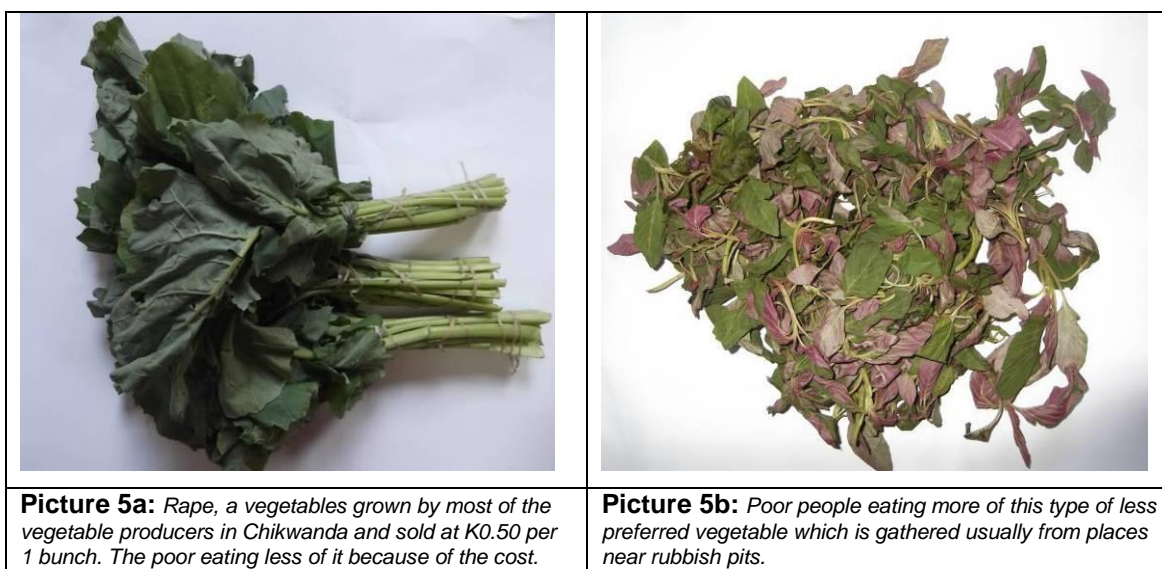 Picture 5a: Rape, a vegetables grown by most of the
vegetable producers in Chikwanda and sold at K0.50 per
1 bunch. The poor eating less of it because of the cost.
Picture 5b: Poor people eating more of this type of less
preferred vegetable which is gathered usually from places
near rubbish pits.